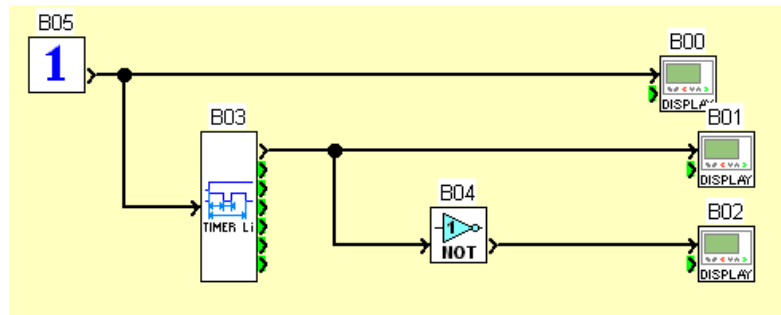 B05
1
B00
DISPLAY
B03
B01
TIMER Li
DISPLAY
B04
1
NOT
B02
DISPLAY